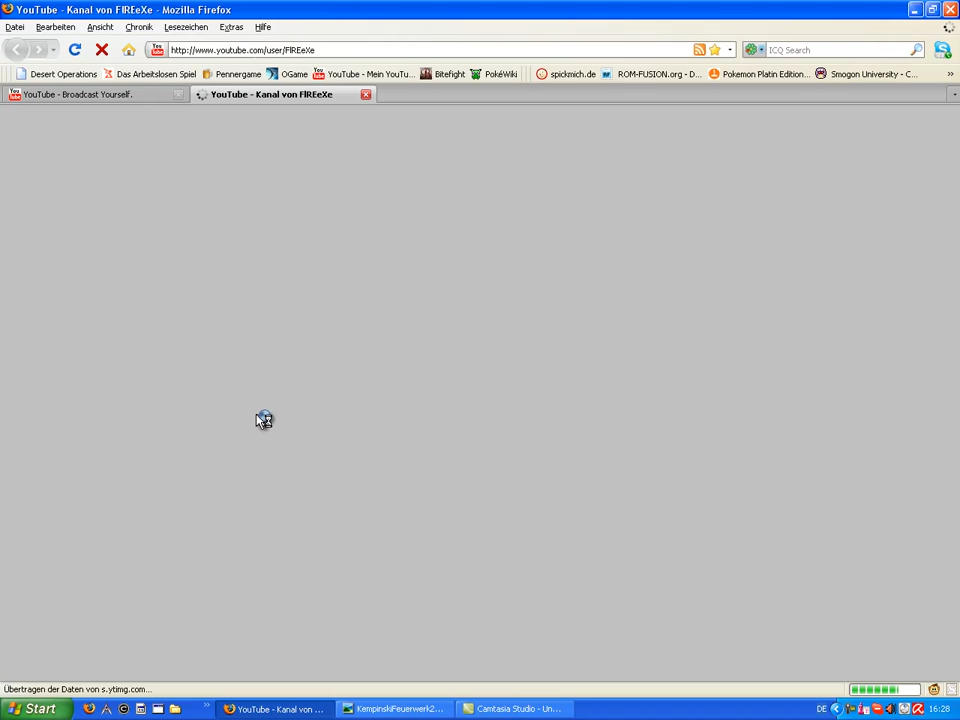 YouTube - Kanal von FIREeXe - Mozilla Firefox
Datei Bearbeiten Ansicht Chronik Lesezeichen Extras Hilfe
You Tube http://www.youtube.com/user/FIREeXe ICQ Search
Desert Operations Das Arbeitslosen Spiel Pennergame OGame YouTube - Mein YouTu... Bitefight PokéWiki spickmich.de ROM-FUSION.org - D... Pokemon Platin Edition... Smogon University - C... »
YouTube - Broadcast Yourself. YouTube - Kanal von FIREeXe
Übertragen der Daten von s.ytimg.com...
Start YouTube - Kanal von ... KempinskiFeuerwerk2... Camtasia Studio - Un... DE 16:28